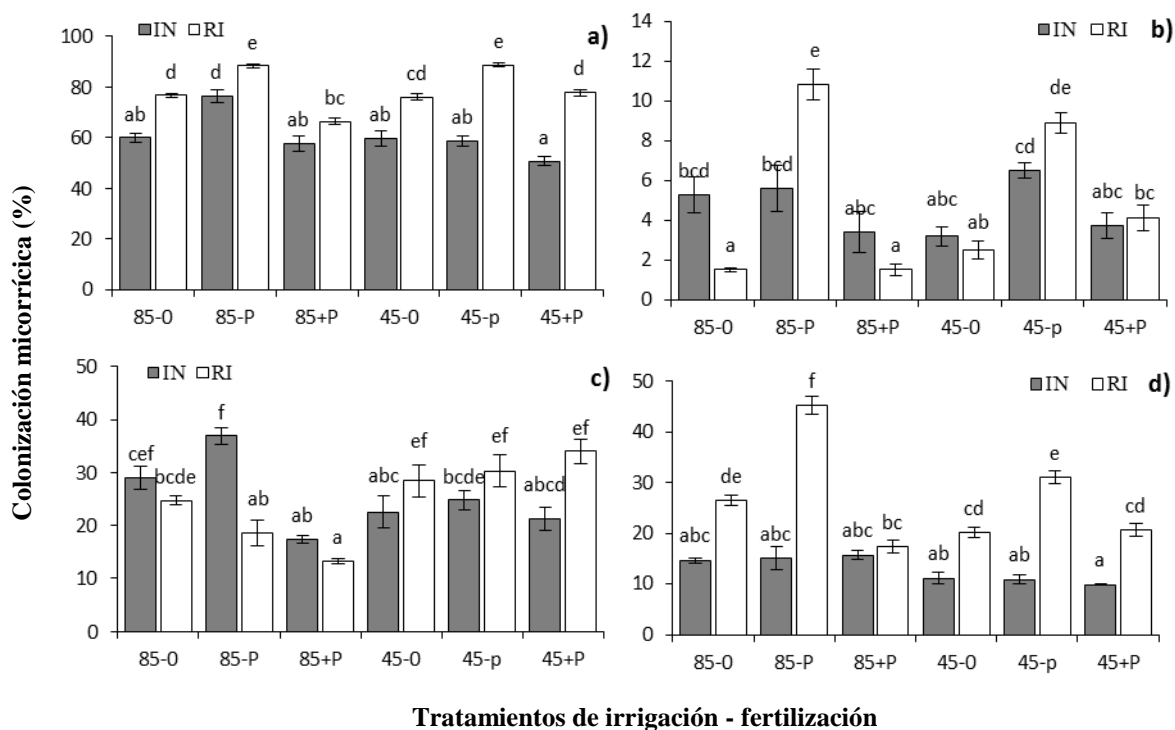 Colonización micorrícica (%)
IN RI
a)
100
80
60
40
20
0
ab d d e ab bc ab cd ab e a d
85-0 85-P 85+P 45-0 45-p 45+P
b)
IN RI
14
12
10
8
6
4
2
0
bcd a bcd e abc a abc ab cd de abc bc
85-0 85-P 85+P 45-0 45-p 45+P
c)
IN RI
50
40
30
20
10
0
cef bcde f ab ab a abc ef bcde ef abcd ef
85-0 85-P 85+P 45-0 45-p 45+P
d)
IN RI
50
40
30
20
10
0
abc de abc f abc bc ab cd ab e a cd
85-0 85-P 85+P 45-0 45-p 45+P
Tratamientos de irrigación - fertilización